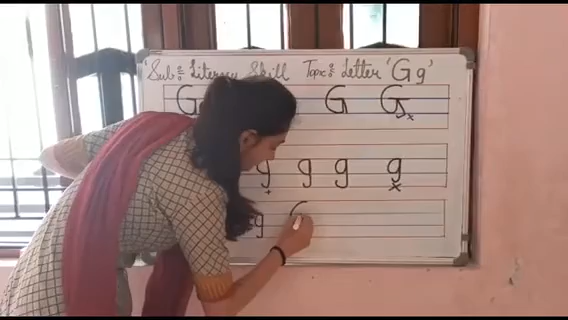 Sub:- Literacy Skill Topic:- Letter 'Gg'
G G G x
g g g g x
g G